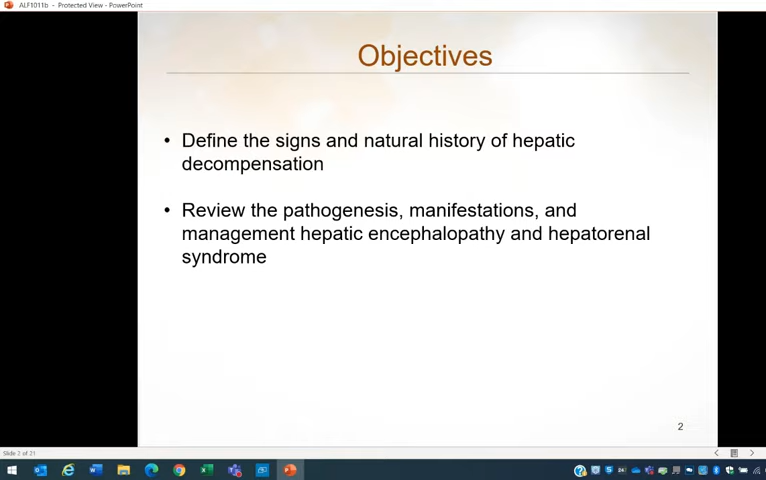 ALF1011b - Protected View - PowerPoint
Objectives
• Define the signs and natural history of hepatic
decompensation
• Review the pathogenesis, manifestations, and
management hepatic encephalopathy and hepatorenal
syndrome
2
Slide 2 of 21
24